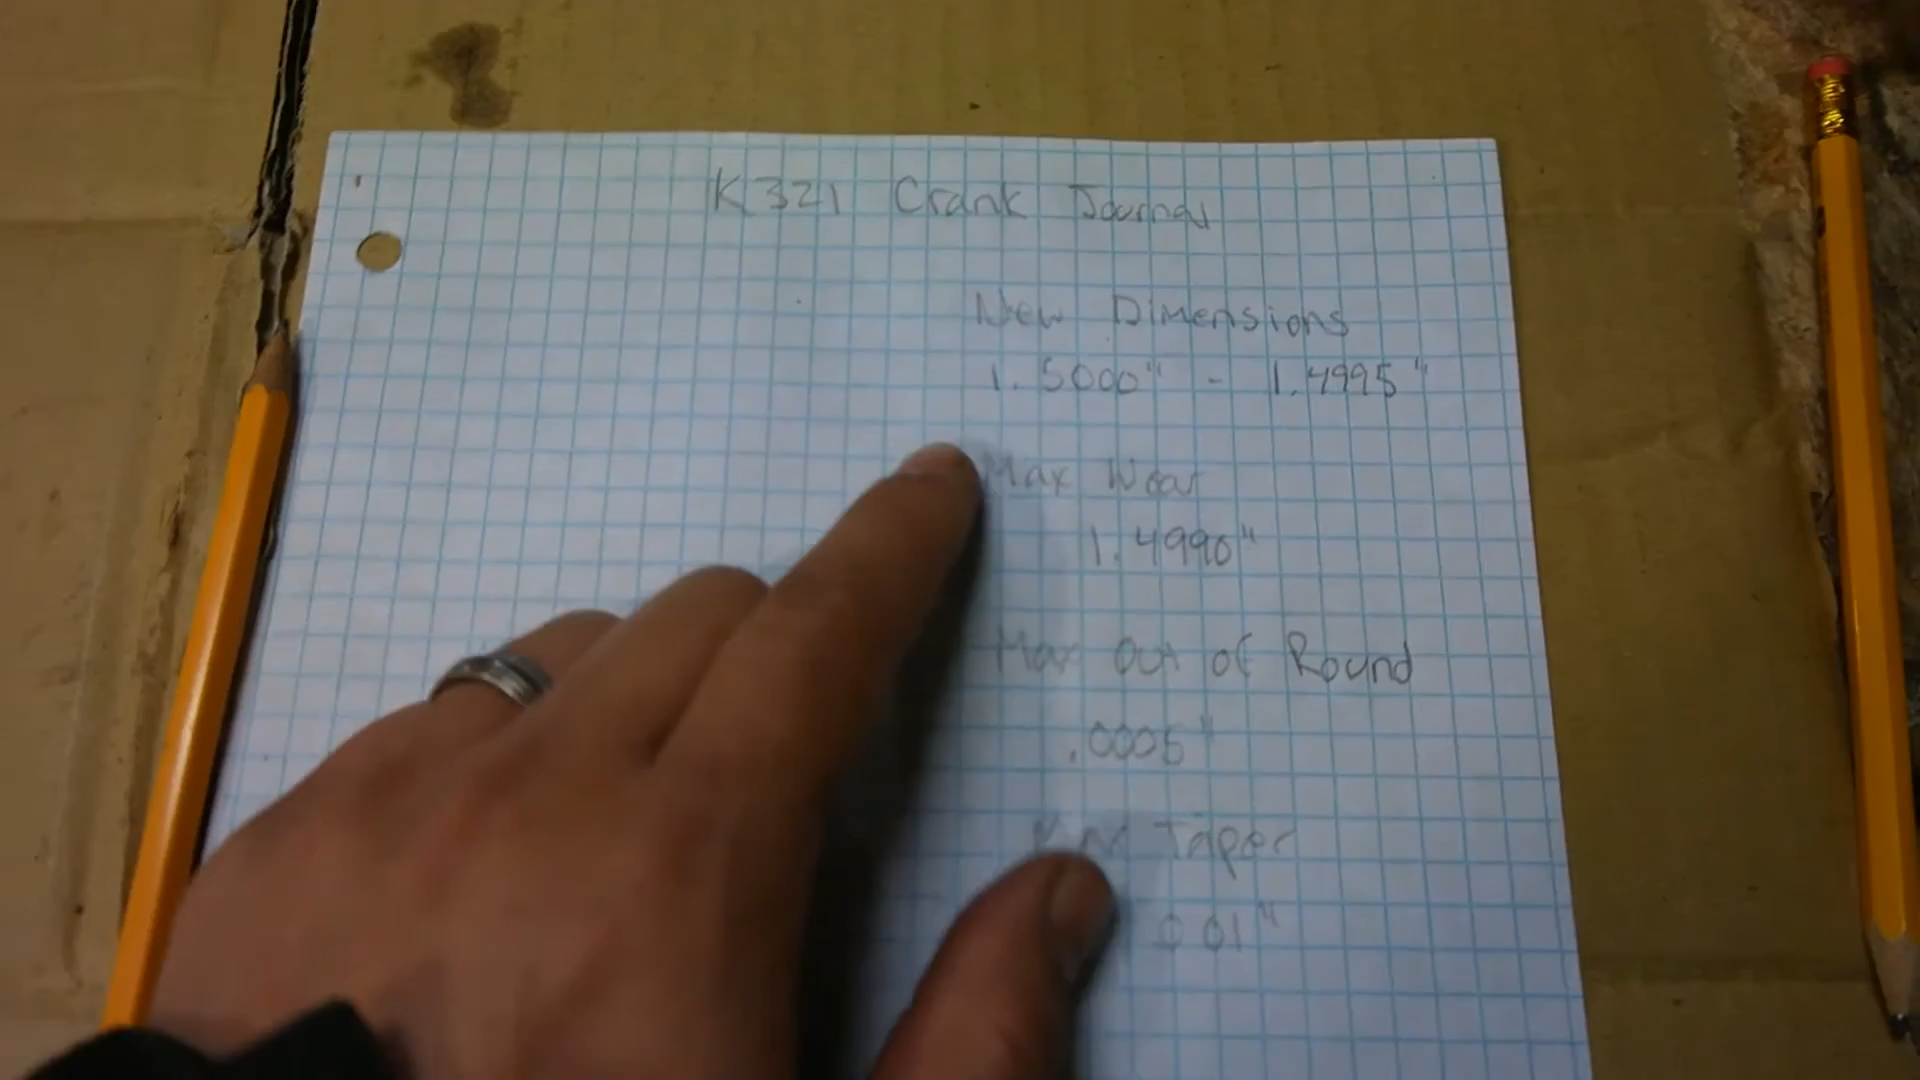 K321 Crank Journal
New Dimensions
1.5000" - 1.4995"
Max Wear
1.4990"
Max Out of Round
.0005"
Max Taper
001"